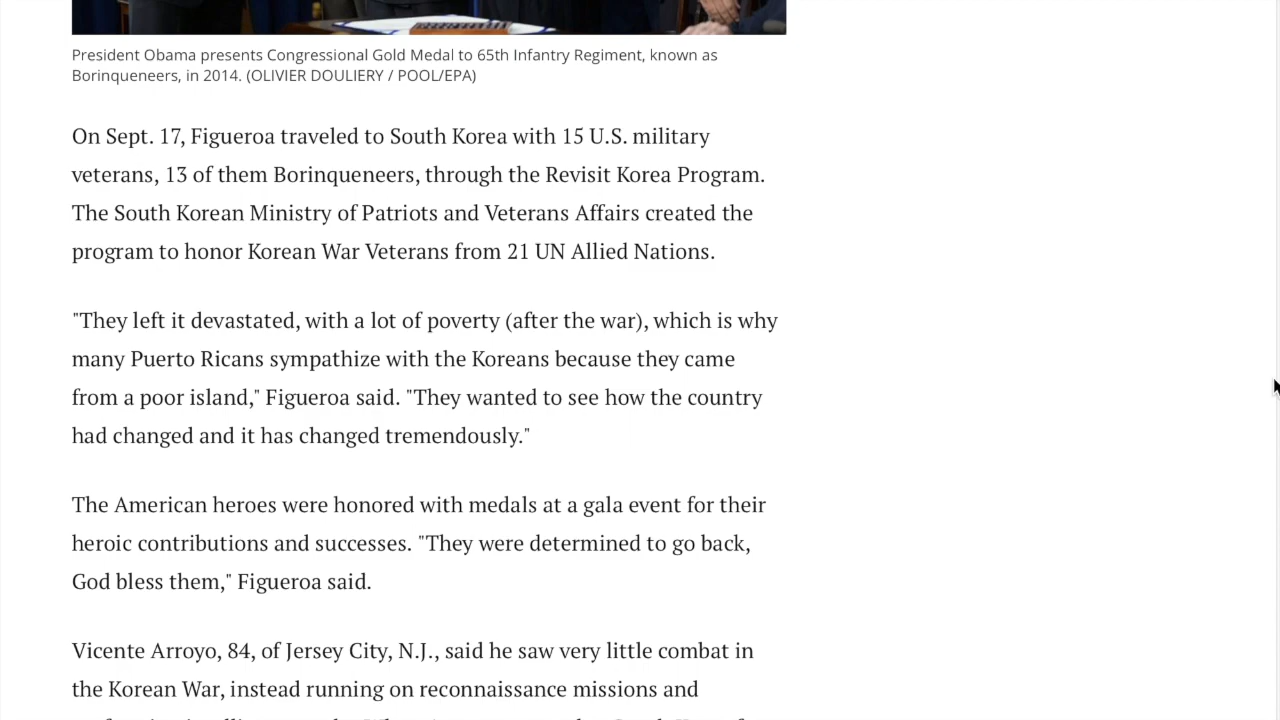 President Obama presents Congressional Gold Medal to 65th Infantry Regiment, known as
Borinqueneers, in 2014. (OLIVIER DOULIERY / POOL/EPA)
On Sept. 17, Figueroa traveled to South Korea with 15 U.S. military
veterans, 13 of them Borinqueneers, through the Revisit Korea Program.
The South Korean Ministry of Patriots and Veterans Affairs created the
program to honor Korean War Veterans from 21 UN Allied Nations.
"They left it devastated, with a lot of poverty (after the war), which is why
many Puerto Ricans sympathize with the Koreans because they came
from a poor island," Figueroa said. "They wanted to see how the country
had changed and it has changed tremendously."
The American heroes were honored with medals at a gala event for their
heroic contributions and successes. "They were determined to go back,
God bless them," Figueroa said.
Vicente Arroyo, 84, of Jersey City, N.J., said he saw very little combat in
the Korean War, instead running on reconnaissance missions and